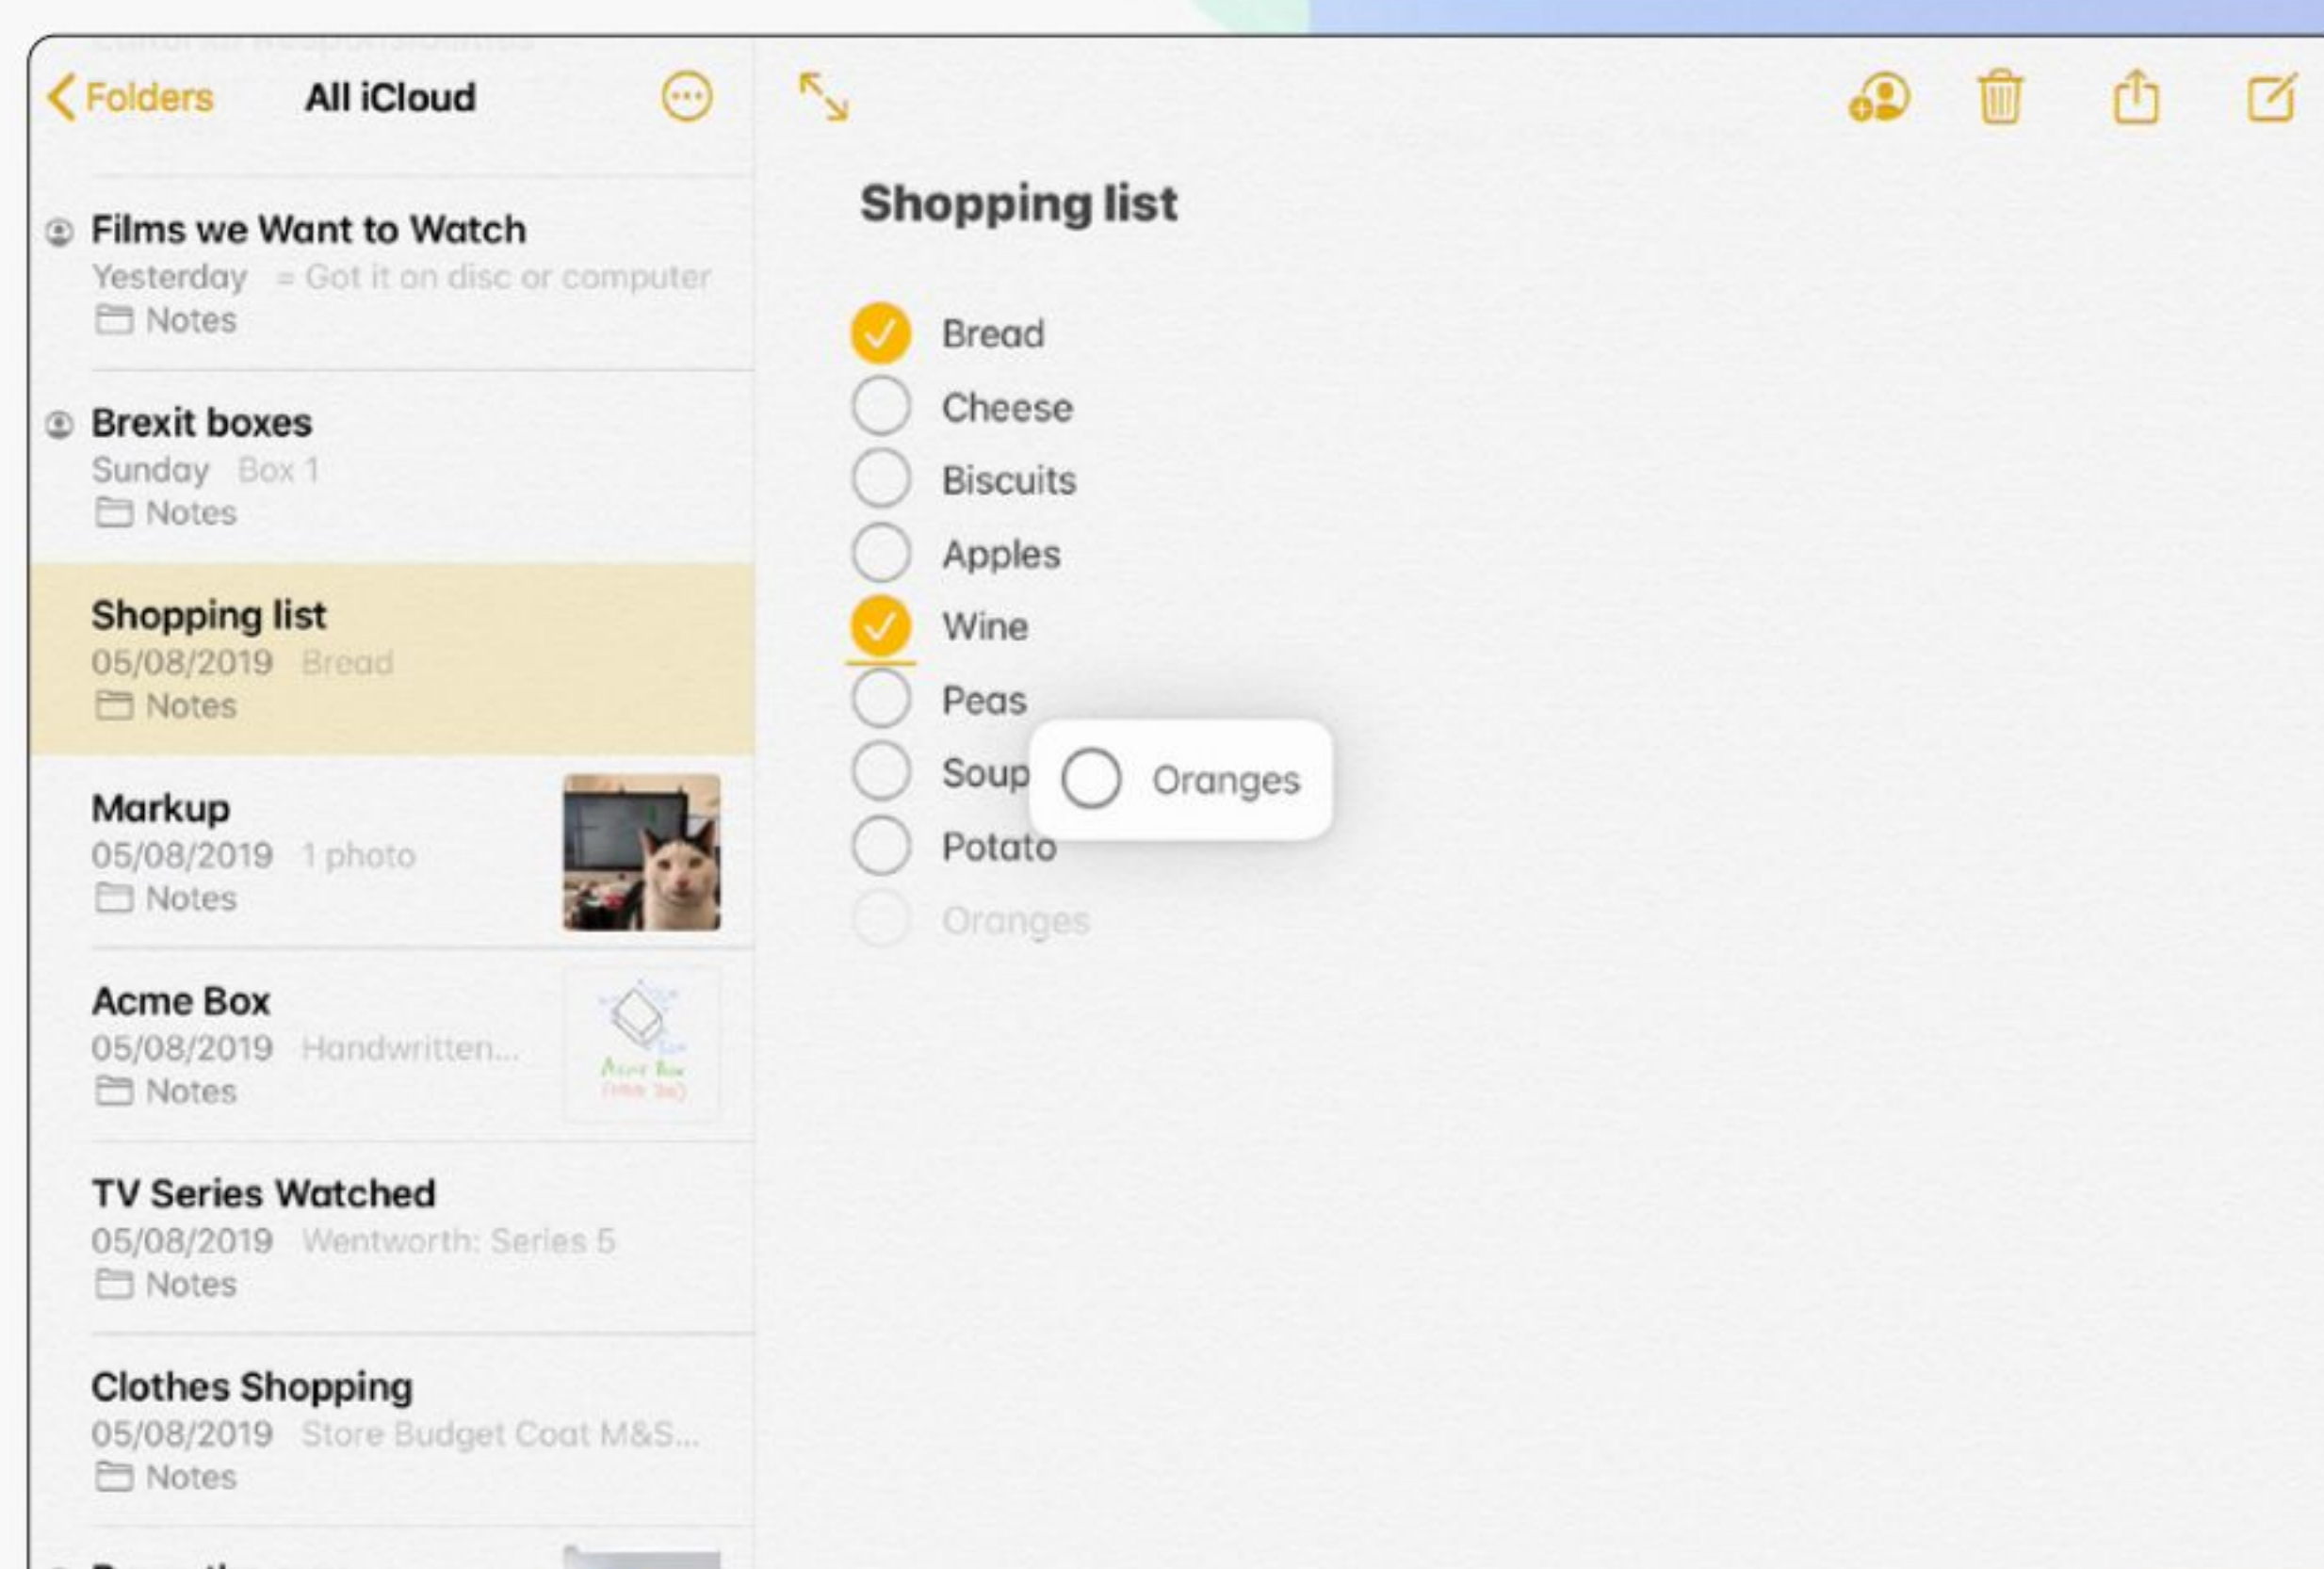 Folders
All iCloud
Films we Want to Watch
Yesterday = Got it on disc or computer
Notes
Brexit boxes
Sunday Box 1
Notes
Shopping list
05/08/2019 Bread
Notes
Markup
05/08/2019 1 photo
Notes
Acme Box
05/08/2019 Handwritten...
Notes
Acme Box
TV Series Watched
05/08/2019 Wentworth: Series 5
Notes
Clothes Shopping
05/08/2019 Store Budget Coat M&S...
Notes
Shopping list
Bread
Cheese
Biscuits
Apples
Wine
Peas
Soup
Oranges
Potato
Oranges